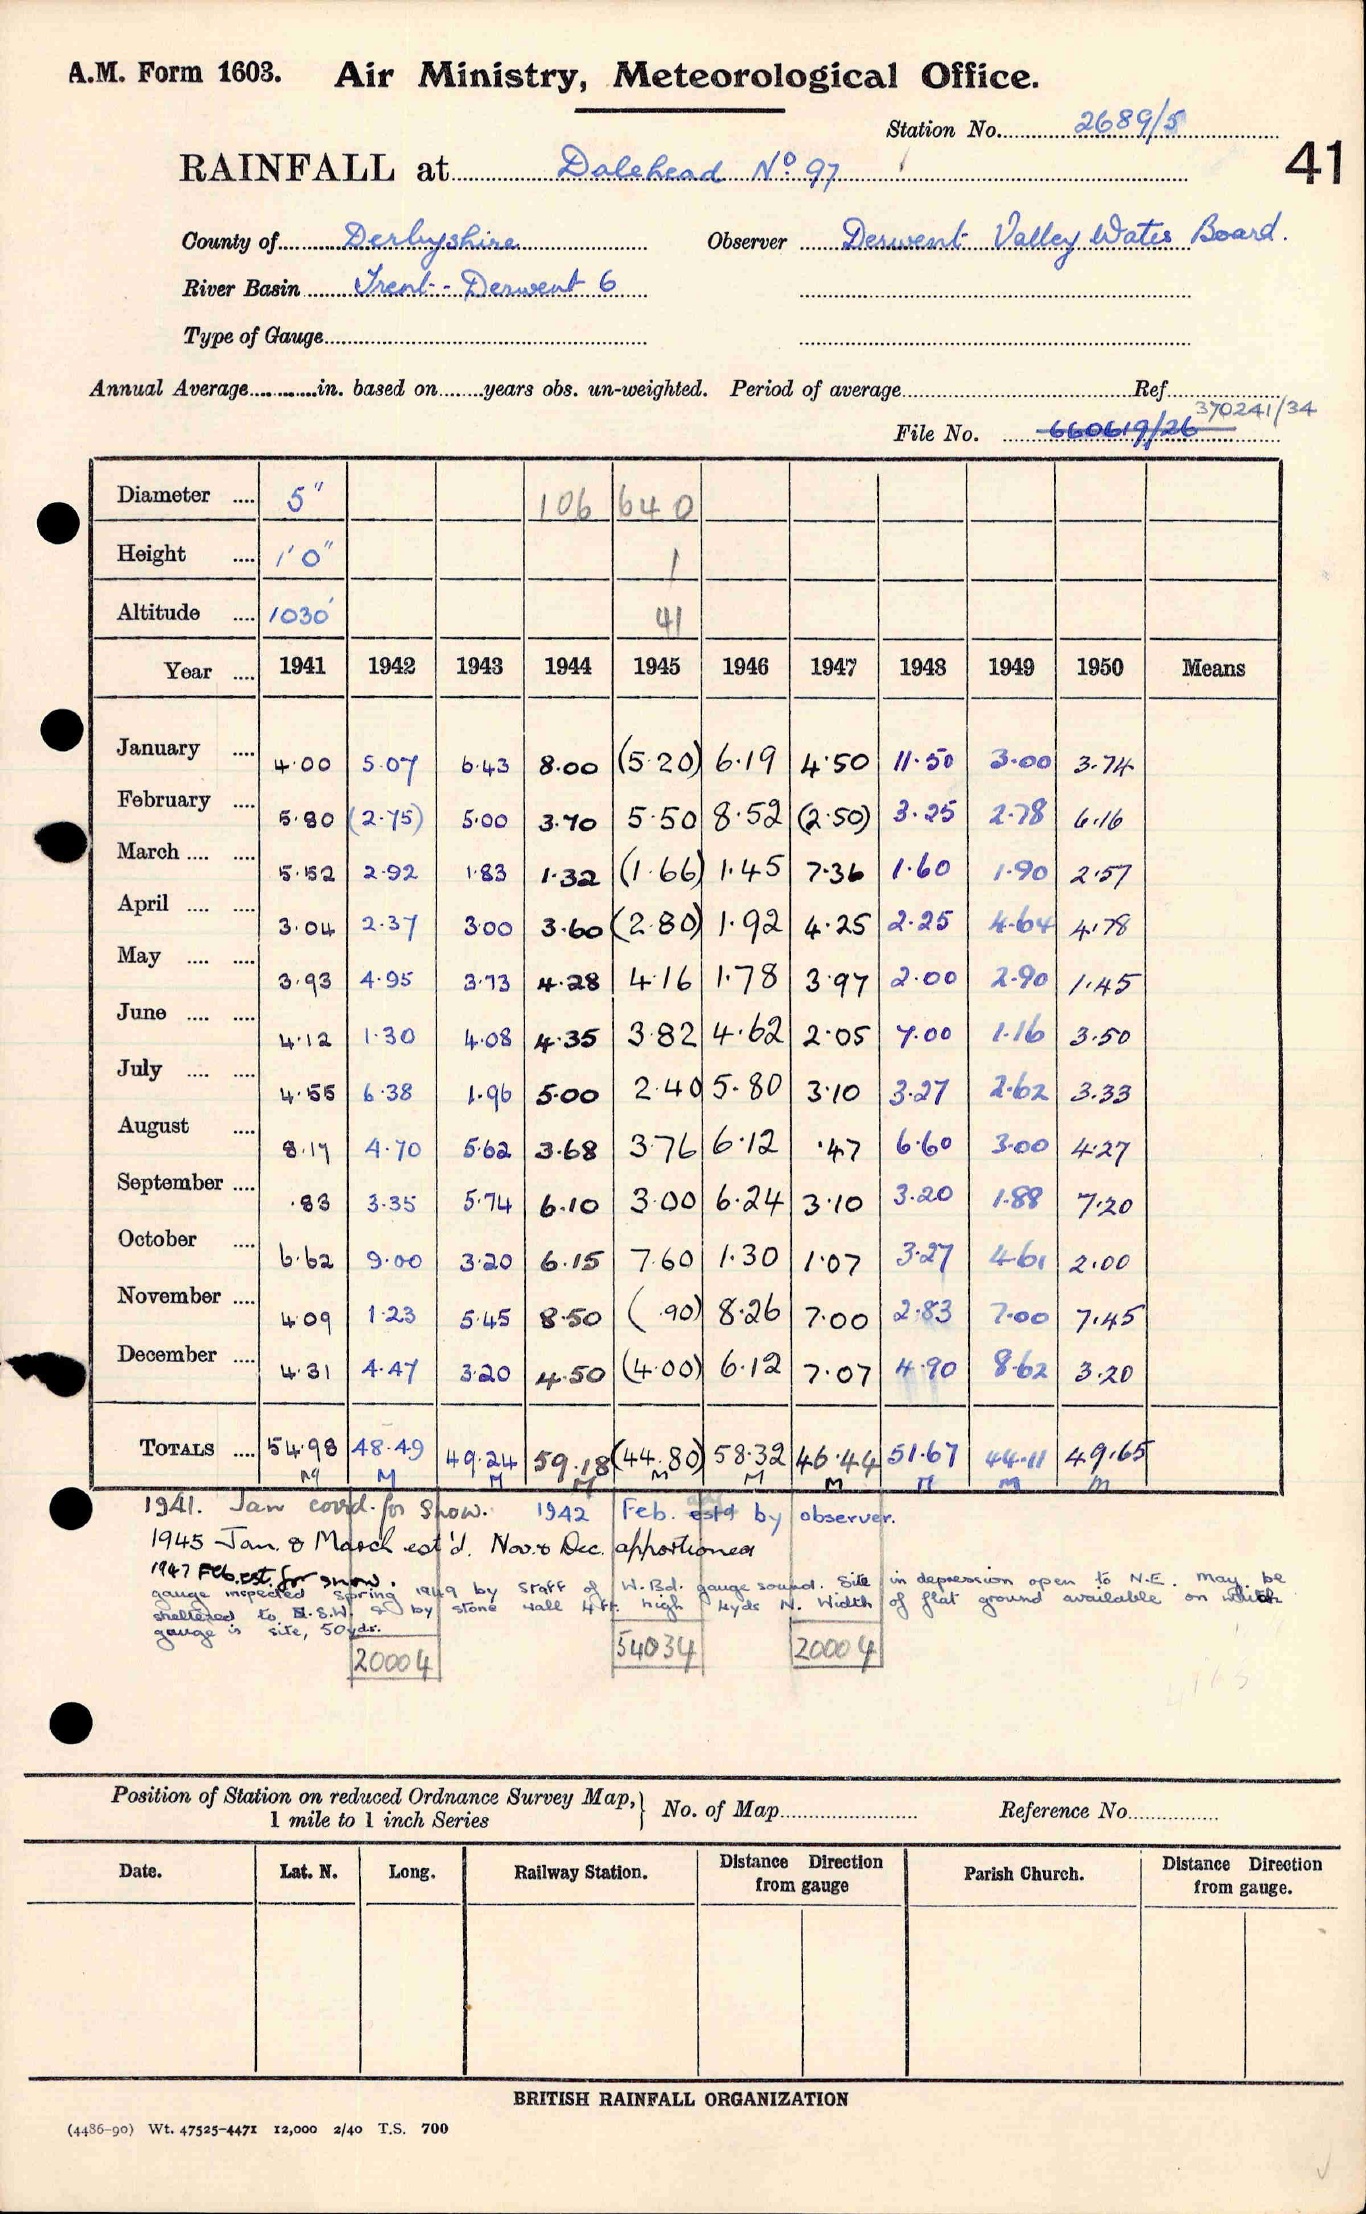 A.M. Form 1603. Air Ministry, Meteorological Office.
Station No. 2689/5
41
RAINFALL at Dalehead No. 97
County of Derbyshire Observer Derwent Valley Water Board.
River Basin Trent - Derwent 6
Type of Gauge
Annual Average in. based on years obs. un-weighted. Period of average Ref.
370241/34
File No. 660619/26
Diameter .... 5" 106 640
Height .... 1'0" 1
Altitude .... 1030' 41
Year .... 1941 1942 1943 1944 1945 1946 1947 1948 1949 1950 Means
January .... 4.00 5.07 6.43 8.00 (5.20) 6.19 4.50 11.50 3.00 3.74
February .... 5.80 (2.75) 5.00 3.70 5.50 8.52 (2.50) 3.25 2.78 6.16
March .... .... 5.52 2.92 1.83 1.32 (1.66) 1.45 7.36 1.60 1.90 2.57
April .... .... 3.04 2.37 3.00 3.60 (2.80) 1.92 4.25 2.25 4.64 4.78
May .... .... 3.93 4.95 3.73 4.28 4.16 1.78 3.97 2.00 2.90 1.45
June .... .... 4.12 1.30 4.08 4.35 3.82 4.62 2.05 7.00 1.16 3.50
July .... .... 4.55 6.38 1.96 5.00 2.40 5.80 3.10 3.27 2.62 3.33
August .... 8.17 4.70 5.62 3.68 3.76 6.12 .47 6.60 3.00 4.27
September .... .83 3.35 5.74 6.10 3.00 6.24 3.10 3.20 1.88 7.20
October .... 6.62 9.00 3.20 6.15 7.60 1.30 1.07 3.27 4.61 2.00
November .... 4.09 1.23 5.45 8.50 (.90) 8.26 7.00 2.83 7.00 7.45
December .... 4.31 4.47 3.20 4.50 (4.00) 6.12 7.07 4.90 8.62 3.20
Totals .... 54.98 48.49 49.24 59.18 (44.80) 58.32 46.44 51.67 44.11 49.65
M M M M M M M M m
1941. Jan corrd. for snow. 1942 Feb. estd by observer.
1945 Jan. & March est'd. Nov. & Dec. apportioned
1947 Feb. est. for snow.
gauge inspected spring 1949 by staff of W. Bd. gauge sound. Site in depression open to N.E. may be
sheltered to S.W. by stone wall 4ft. high 4yds N. Width of flat ground available on which
gauge is site, 50yds.
20004 54034 20004
Position of Station on reduced Ordnance Survey Map,
1 mile to 1 inch Series
No. of Map Reference No.
Date. Lat. N. Long. Railway Station. Distance Direction from gauge Parish Church. Distance Direction from gauge.
BRITISH RAINFALL ORGANIZATION
(4486-90) Wt. 47525-4471 12,000 2/40 T.S. 700